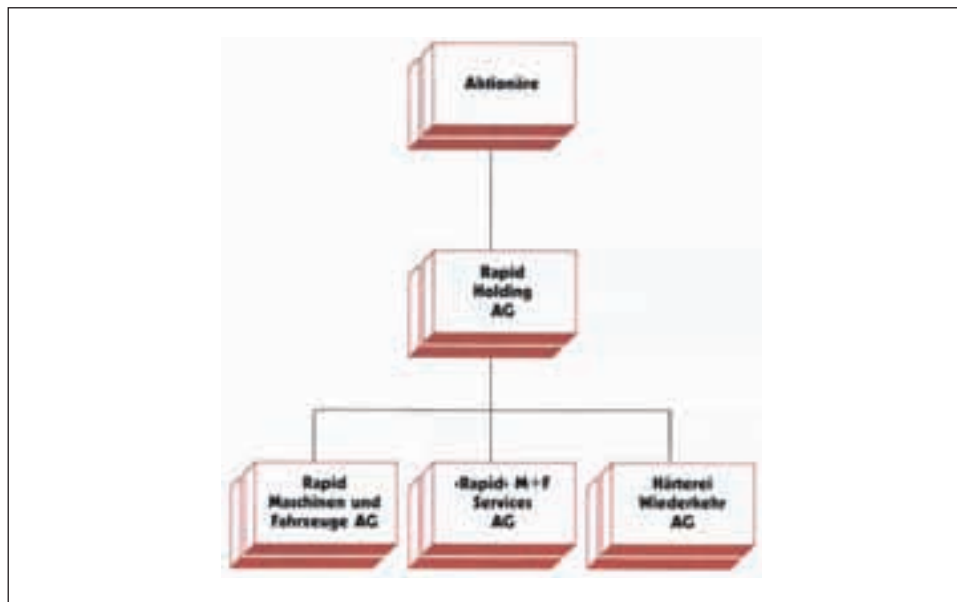 Aktionäre
Rapid
Holding
AG
Rapid
Maschinen und
Fahrzeuge AG
‹Rapid› M+F
Services
AG
Härterei
Wiederkehr
AG